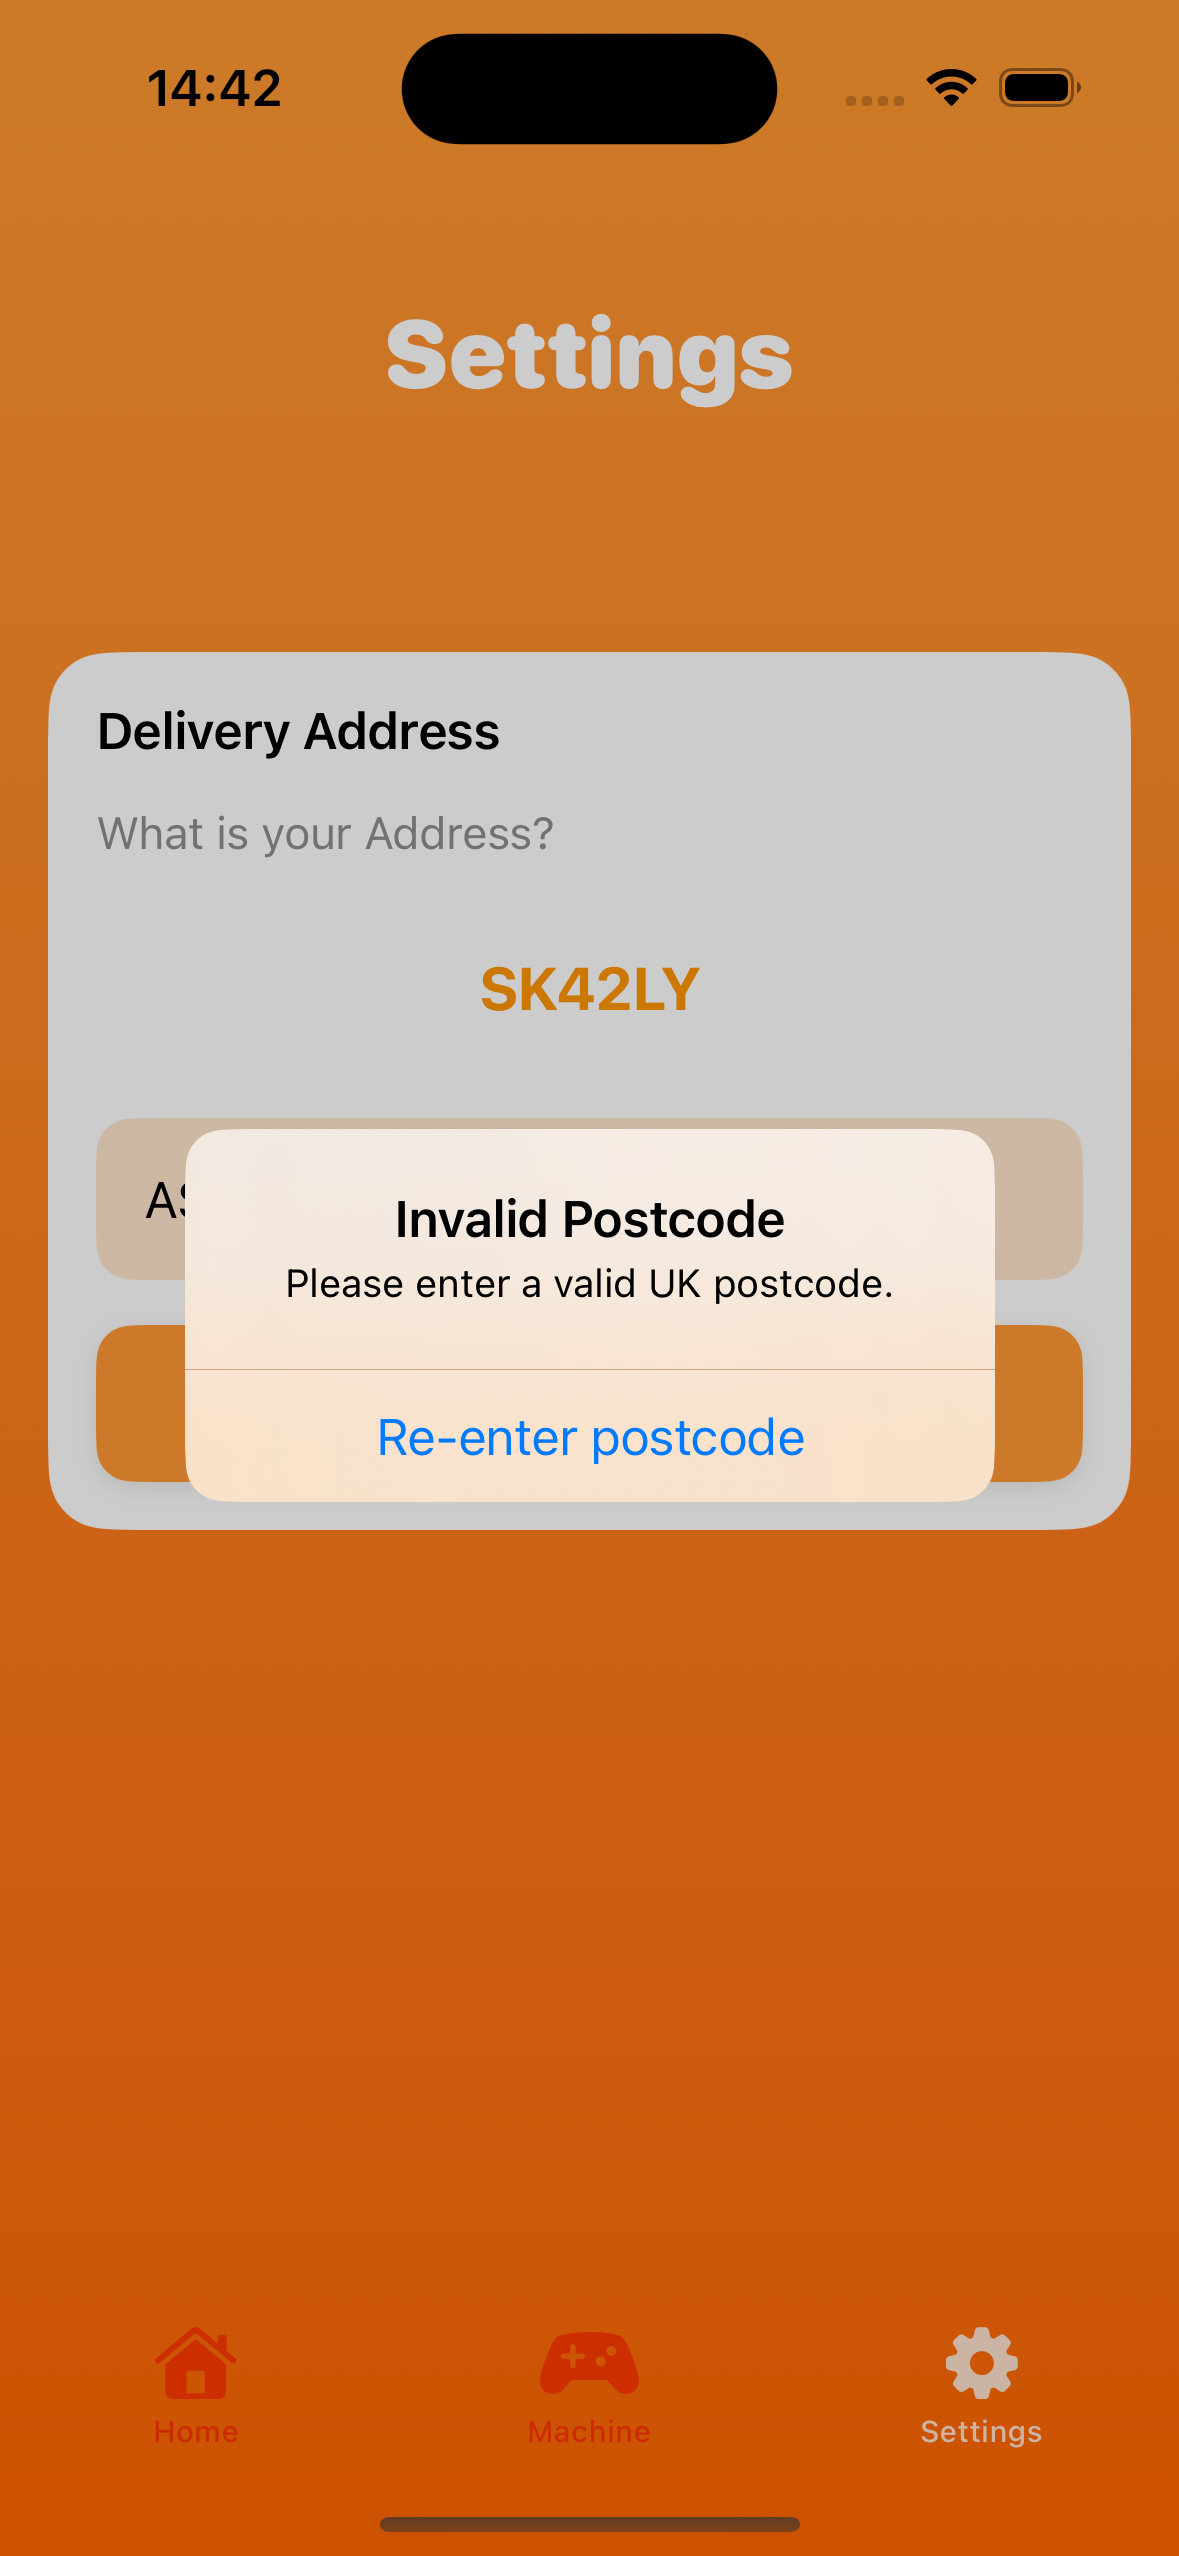 14:42
Settings
Delivery Address
What is your Address?
SK42LY
Invalid Postcode
Please enter a valid UK postcode.
Re-enter postcode
Home
Machine
Settings